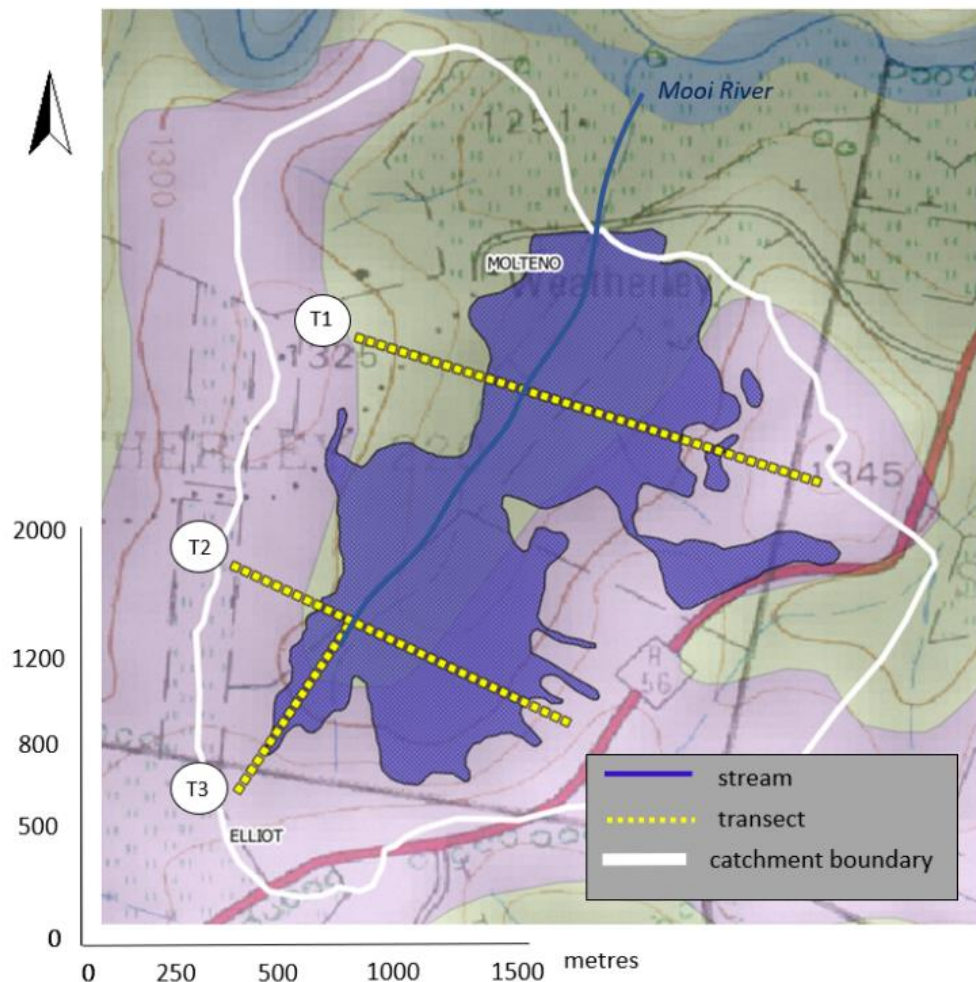 Mooi River
1251
1300
MOLTENO
Weatherley
T1
1325
1345
2000
T2
1200
R
56
800
T3
stream
transect
500
ELLIOT
catchment boundary
0
0 250 500 1000 1500 metres